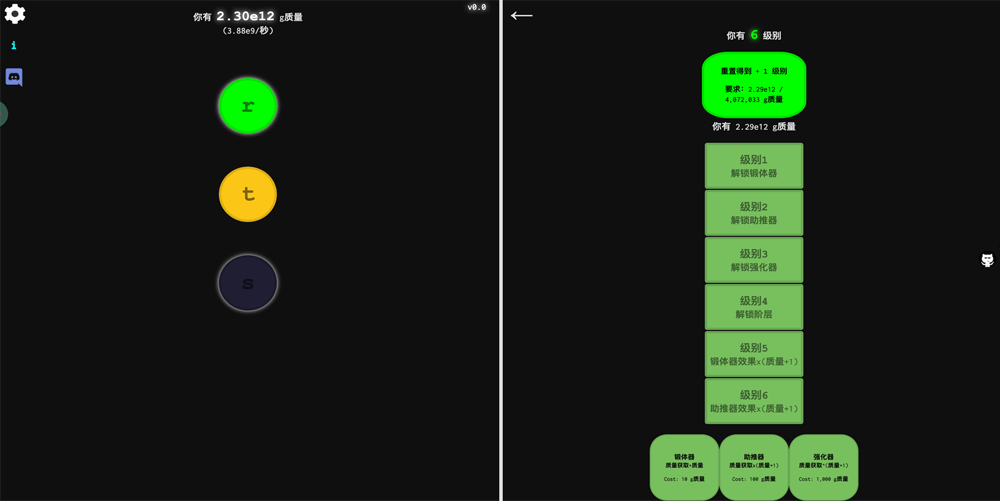 v0.0
你有 2.30e12 g质量
(3.88e9/秒)
i
r
t
s
你有 6 级别
重置得到 + 1 级别
要求: 2.29e12 /
4,072,033 g质量
你有 2.29e12 g质量
级别1
解锁锻体器
级别2
解锁助推器
级别3
解锁强化器
级别4
解锁阶层
级别5
锻体器效果x(质量+1)
级别6
助推器效果x(质量+1)
锻体器
质量获取+质量
Cost: 10 g质量
助推器
质量获取x(质量+1)
Cost: 100 g质量
强化器
质量获取^(质量+1)
Cost: 1,000 g质量